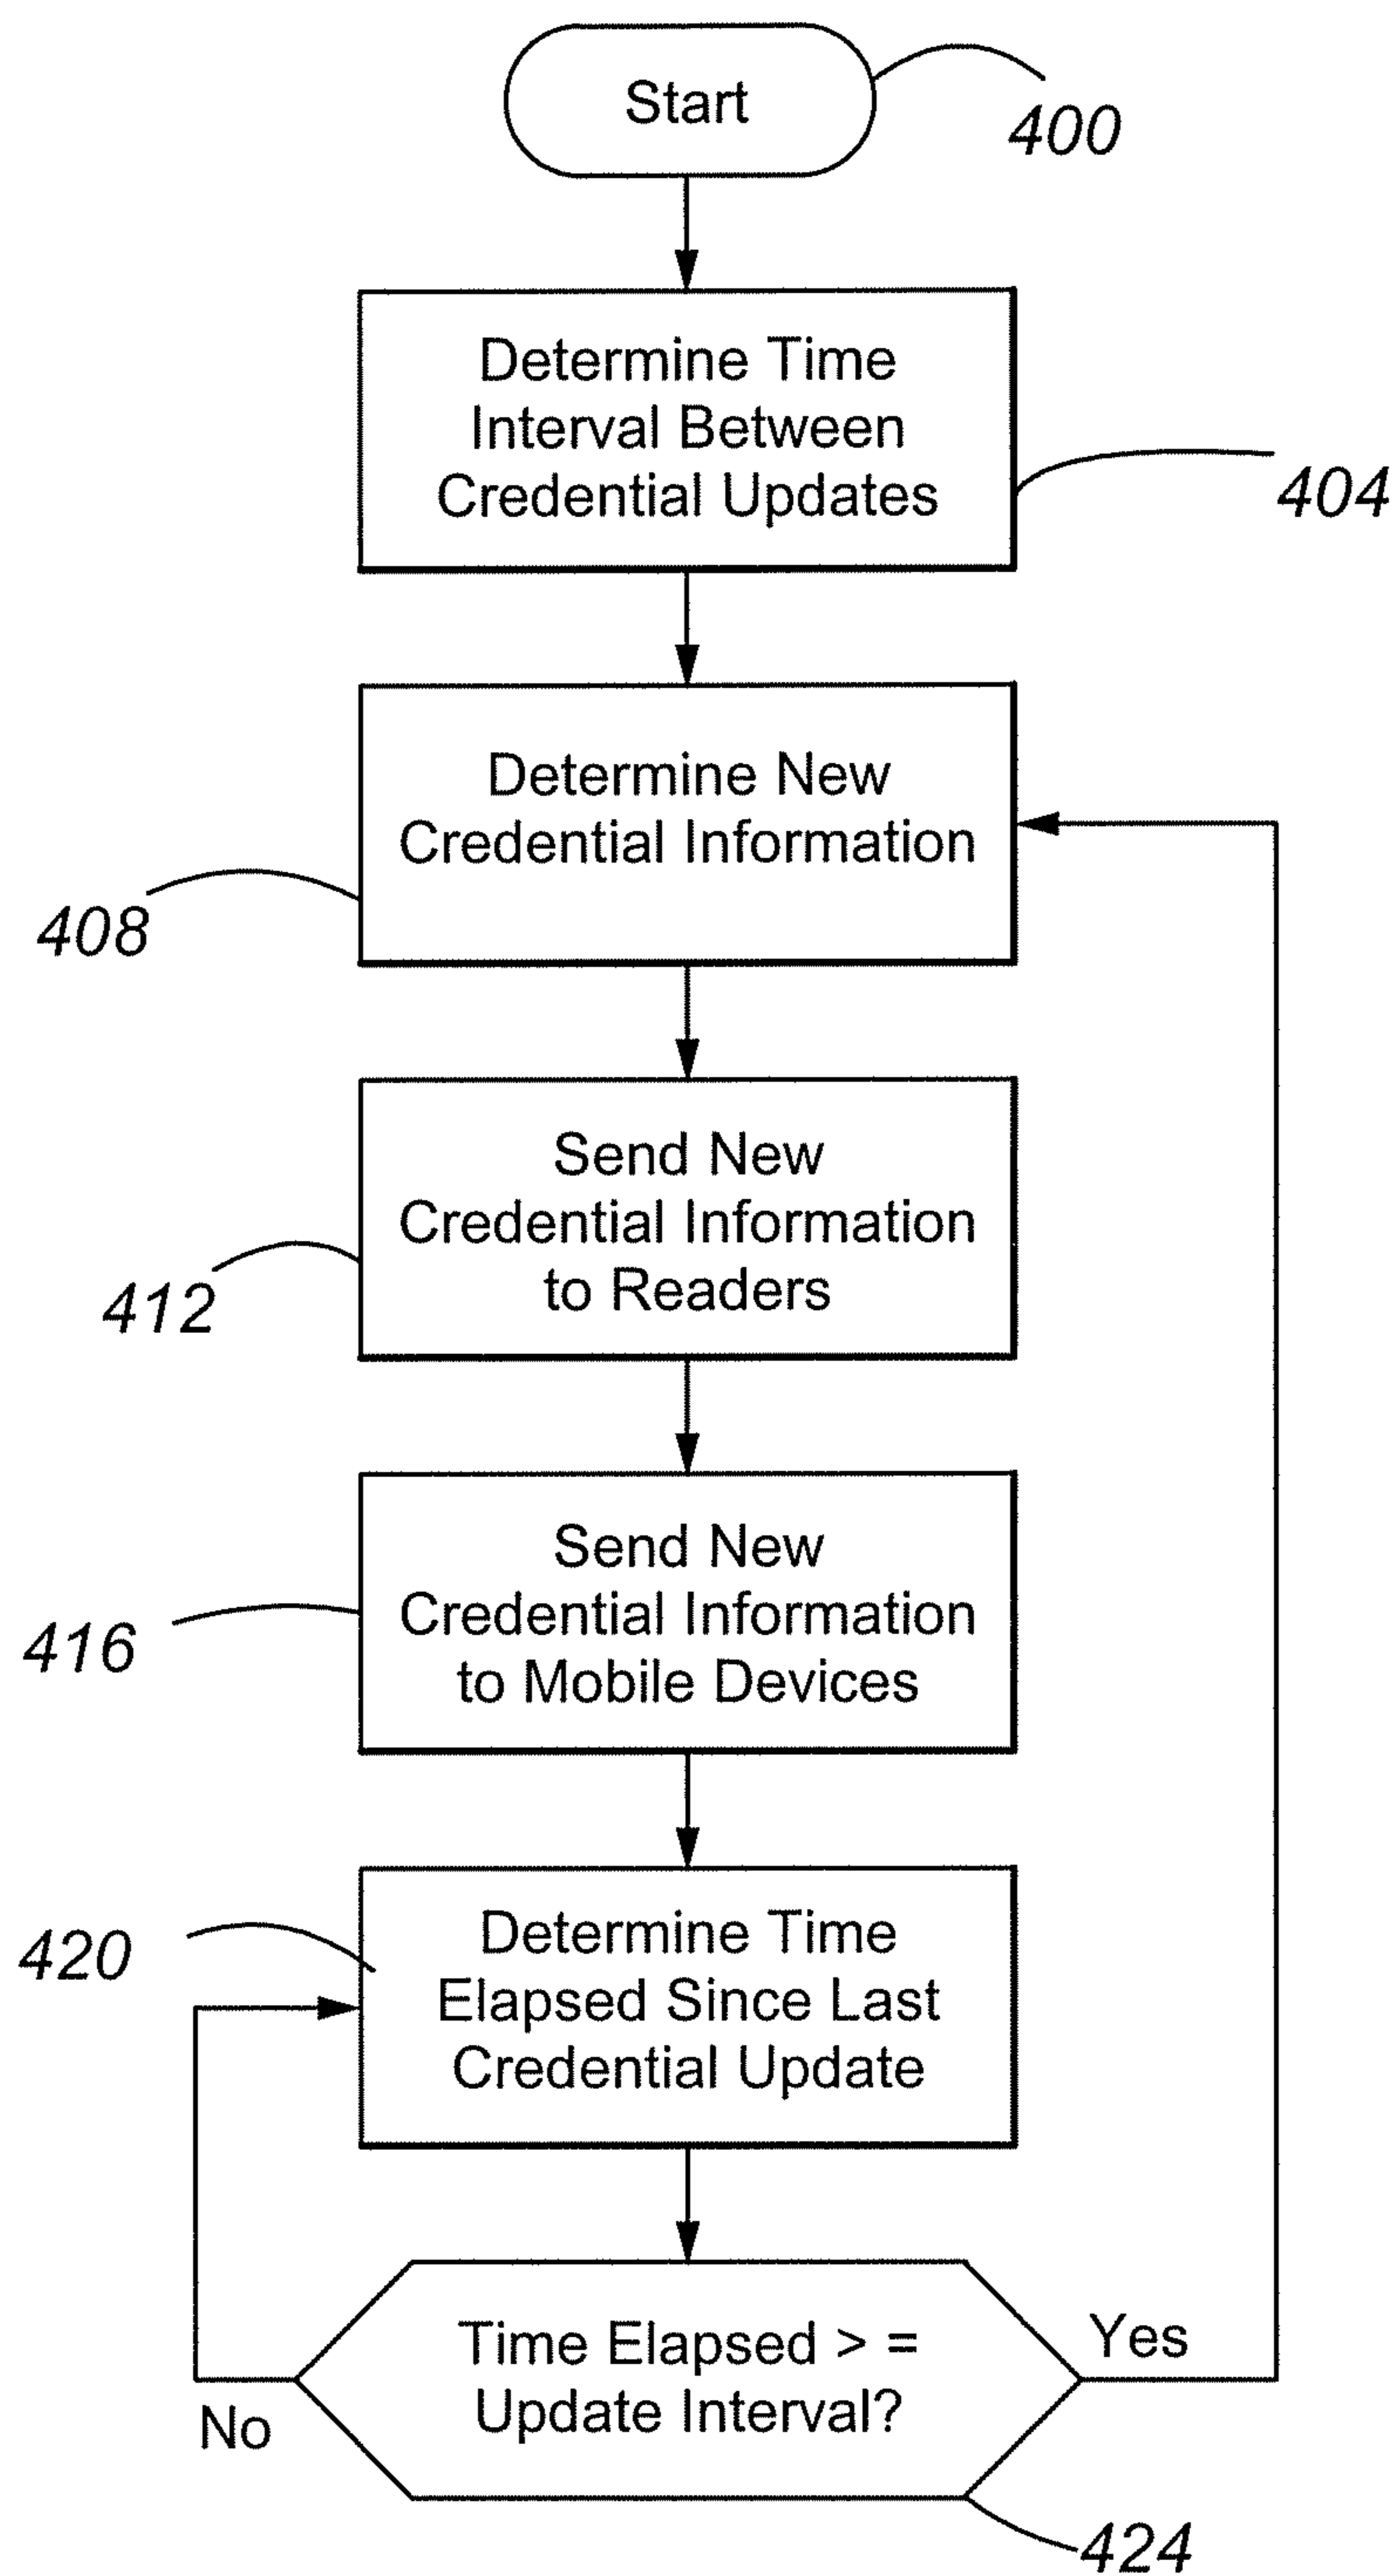 Start
400
Determine Time
Interval Between
Credential Updates
404
Determine New
Credential Information
408
Send New
Credential Information
to Readers
412
Send New
Credential Information
to Mobile Devices
416
Determine Time
Elapsed Since Last
Credential Update
420
Time Elapsed > =
Update Interval?
Yes
No
424